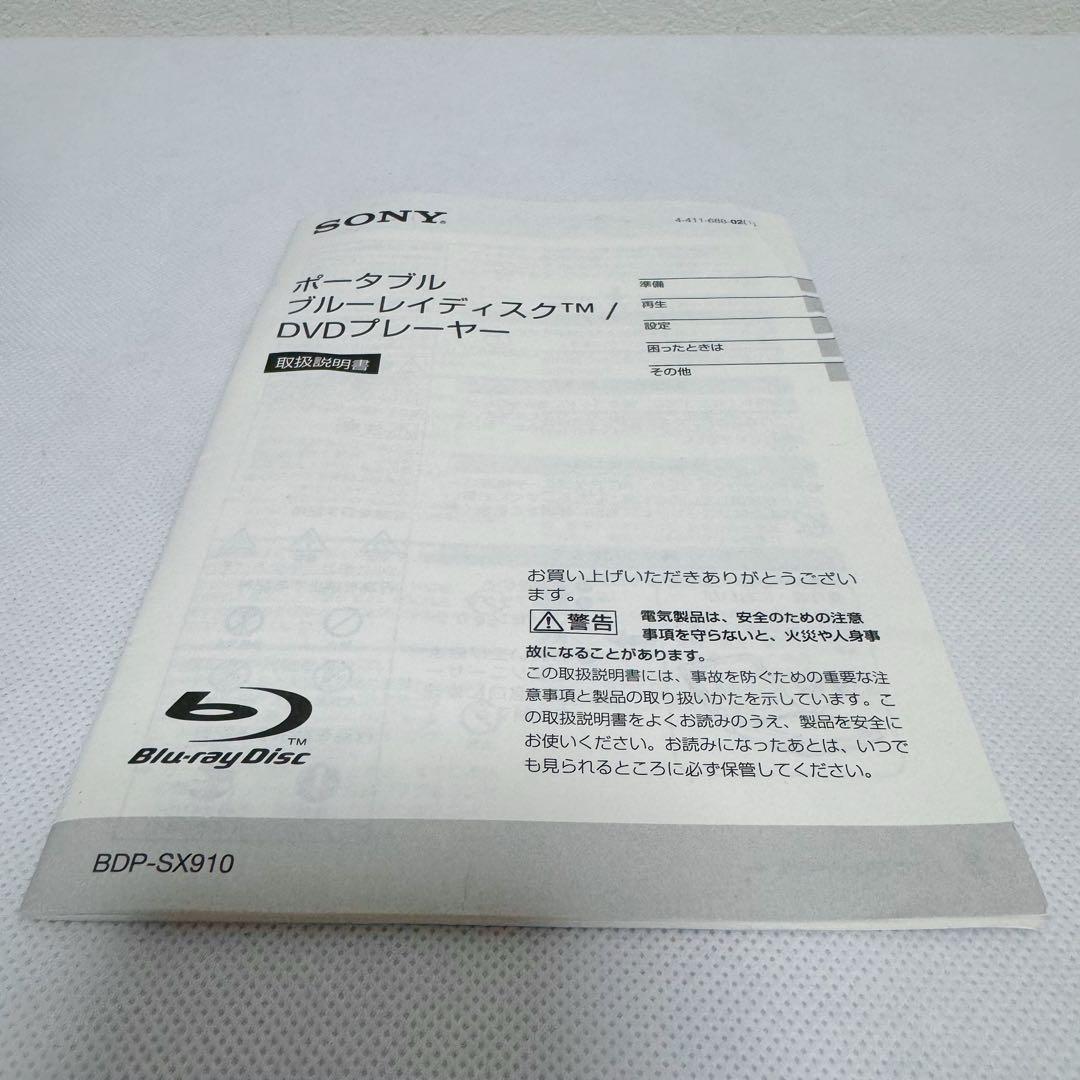 SONY®
4-411-688-02(1)
ポータブル
ブルーレイディスク™ /
DVDプレーヤー
取扱説明書
準備
再生
設定
困ったときは
その他
お買い上げいただきありがとうござい
ます。
警告 電気製品は、安全のための注意
事項を守らないと、火災や人身事
故になることがあります。
この取扱説明書には、事故を防ぐための重要な注
意事項と製品の取り扱いかたを示しています。こ
の取扱説明書をよくお読みのうえ、製品を安全に
お使いください。お読みになったあとは、いつで
も見られるところに必ず保管してください。
Blu-ray Disc™
BDP-SX910